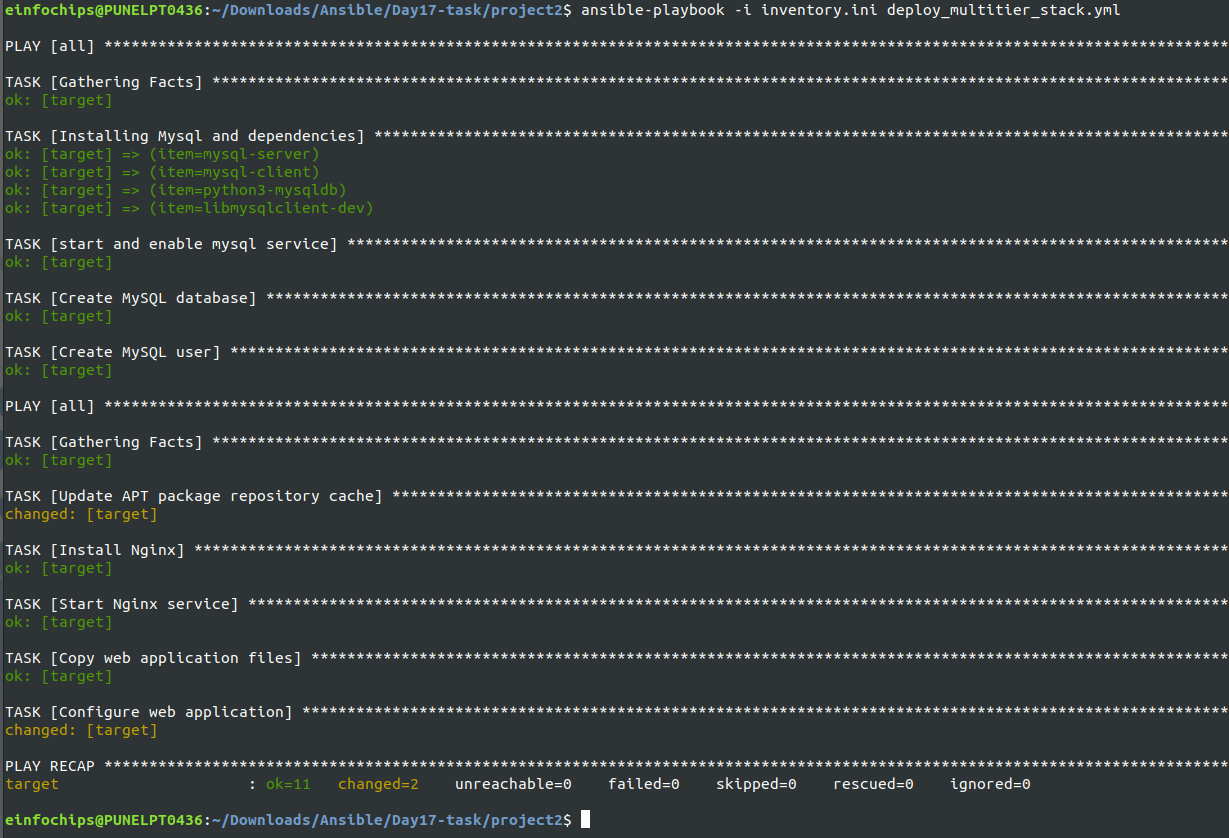 einfochips@PUNELPT0436:~/Downloads/Ansible/Day17-task/project2$ ansible-playbook -i inventory.ini deploy_multitier_stack.yml
PLAY [all] *****************************************************************************************************************************
TASK [Gathering Facts] *****************************************************************************************************************
ok: [target]
TASK [Installing Mysql and dependencies] ***********************************************************************************************
ok: [target] => (item=mysql-server)
ok: [target] => (item=mysql-client)
ok: [target] => (item=python3-mysqldb)
ok: [target] => (item=libmysqlclient-dev)
TASK [start and enable mysql service] **************************************************************************************************
ok: [target]
TASK [Create MySQL database] ***********************************************************************************************************
ok: [target]
TASK [Create MySQL user] ***************************************************************************************************************
ok: [target]
PLAY [all] *****************************************************************************************************************************
TASK [Gathering Facts] *****************************************************************************************************************
ok: [target]
TASK [Update APT package repository cache] *********************************************************************************************
changed: [target]
TASK [Install Nginx] *******************************************************************************************************************
ok: [target]
TASK [Start Nginx service] *************************************************************************************************************
ok: [target]
TASK [Copy web application files] ******************************************************************************************************
ok: [target]
TASK [Configure web application] *******************************************************************************************************
changed: [target]
PLAY RECAP *****************************************************************************************************************************
target                     : ok=11   changed=2    unreachable=0    failed=0    skipped=0    rescued=0    ignored=0
einfochips@PUNELPT0436:~/Downloads/Ansible/Day17-task/project2$